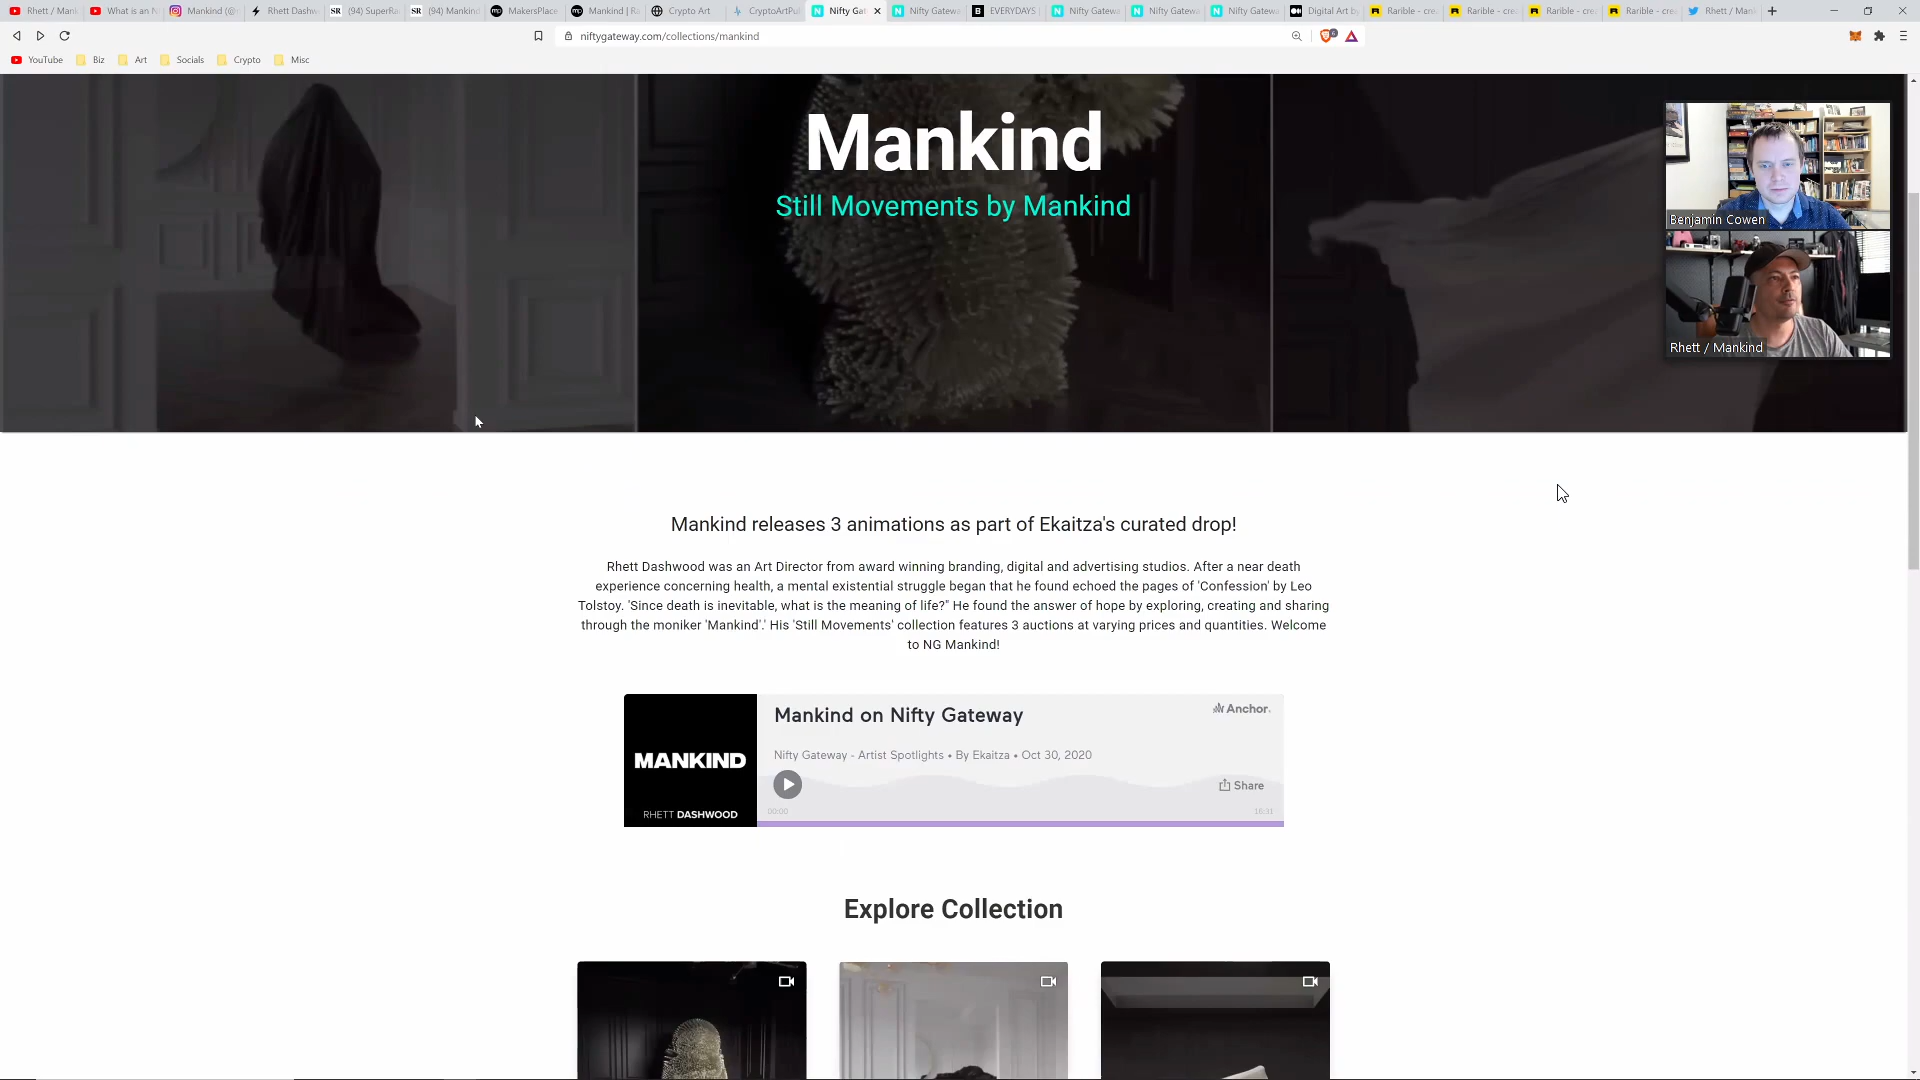 Rhett / Man
What is an N
Mankind (@
Rhett Dashw
SR (94) SuperRa
SR (94) Mankind
MakersPlace
Mankind | Ra
Crypto Art
CryptoArtPul
N Nifty Gat
N Nifty Gatewa
EVERYDAYS
N Nifty Gatewa
N Nifty Gatewa
N Nifty Gatewa
Digital Art by
Rarible - cre
Rarible - cre
Rarible - cre
Rarible - cre
Rhett / Man
niftygateway.com/collections/mankind
YouTube
Biz
Art
Socials
Crypto
Misc
Mankind
Still Movements by Mankind
Benjamin Cowen
Rhett / Mankind
Mankind releases 3 animations as part of Ekaitza's curated drop!
Rhett Dashwood was an Art Director from award winning branding, digital and advertising studios. After a near death
experience concerning health, a mental existential struggle began that he found echoed the pages of 'Confession' by Leo
Tolstoy. 'Since death is inevitable, what is the meaning of life?" He found the answer of hope by exploring, creating and sharing
through the moniker 'Mankind'.' His 'Still Movements' collection features 3 auctions at varying prices and quantities. Welcome
to NG Mankind!
MANKIND
RHETT DASHWOOD
Mankind on Nifty Gateway
Anchor
Nifty Gateway - Artist Spotlights • By Ekaitza • Oct 30, 2020
Share
00:00
16:31
Explore Collection